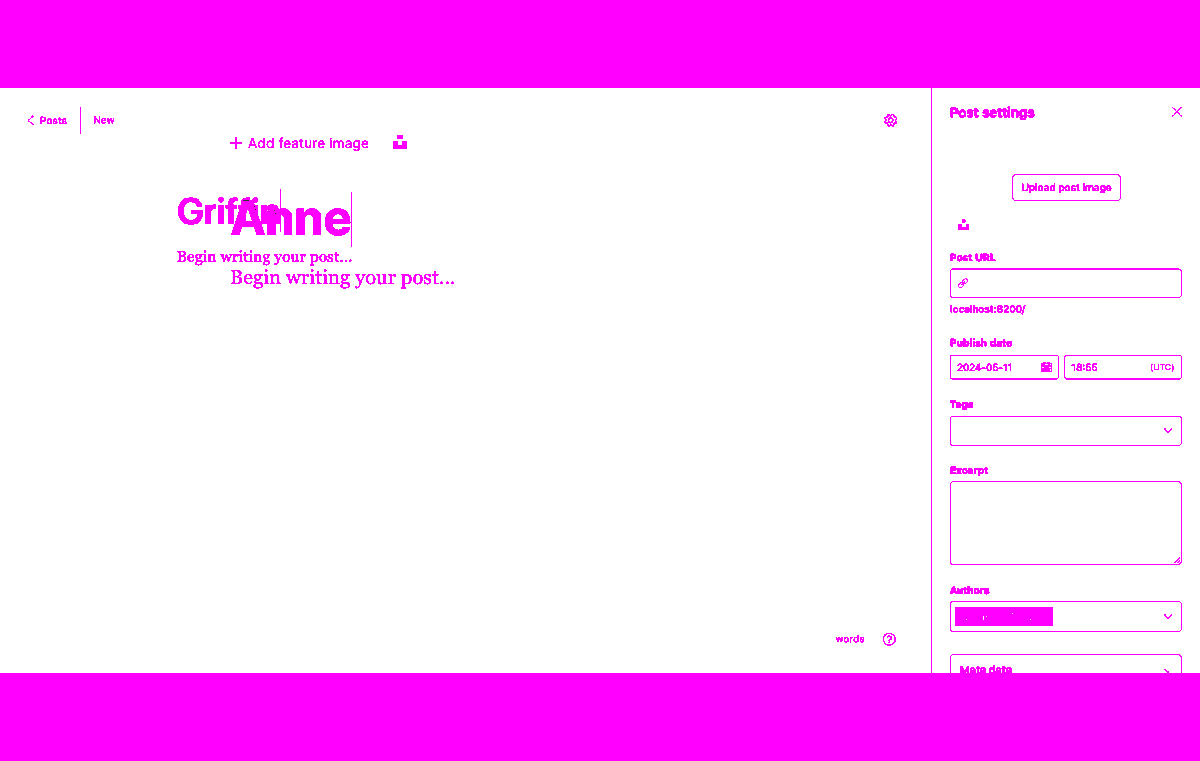 Posts
New
Add feature image
Griffin
Anne
Begin writing your post...
Begin writing your post...
words
Post settings
Upload post image
Post URL
localhost:8200/
Publish date
2024-06-11
18:55
(UTC)
Tags
Excerpt
Authors
Meta data